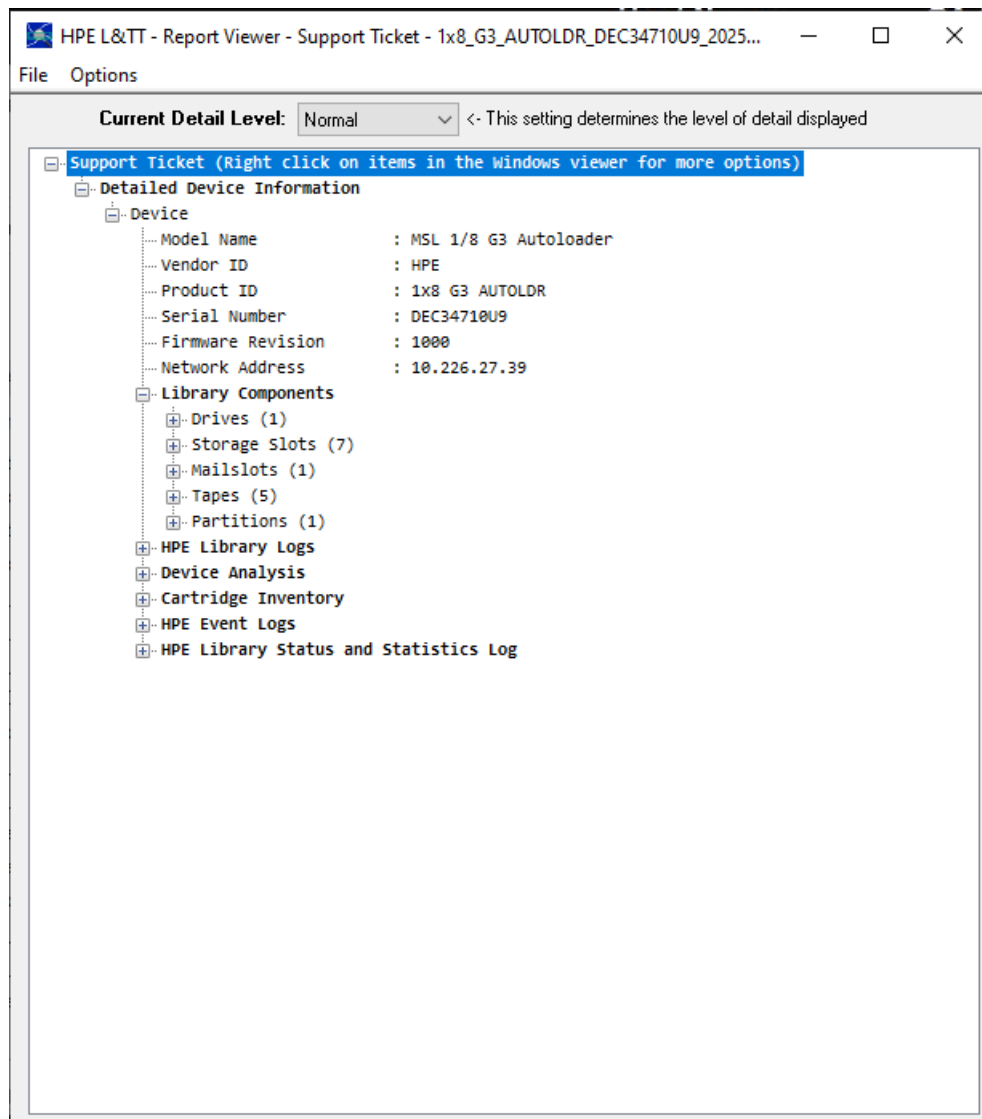 HPE L&TT - Report Viewer - Support Ticket - 1x8_G3_AUTOLDR_DEC34710U9_2025...
File Options
Current Detail Level: Normal <- This setting determines the level of detail displayed
Support Ticket (Right click on items in the Windows viewer for more options)
Detailed Device Information
Device
Model Name : MSL 1/8 G3 Autoloader
Vendor ID : HPE
Product ID : 1x8 G3 AUTOLDR
Serial Number : DEC34710U9
Firmware Revision : 1000
Network Address : 10.226.27.39
Library Components
Drives (1)
Storage Slots (7)
Mailslots (1)
Tapes (5)
Partitions (1)
HPE Library Logs
Device Analysis
Cartridge Inventory
HPE Event Logs
HPE Library Status and Statistics Log